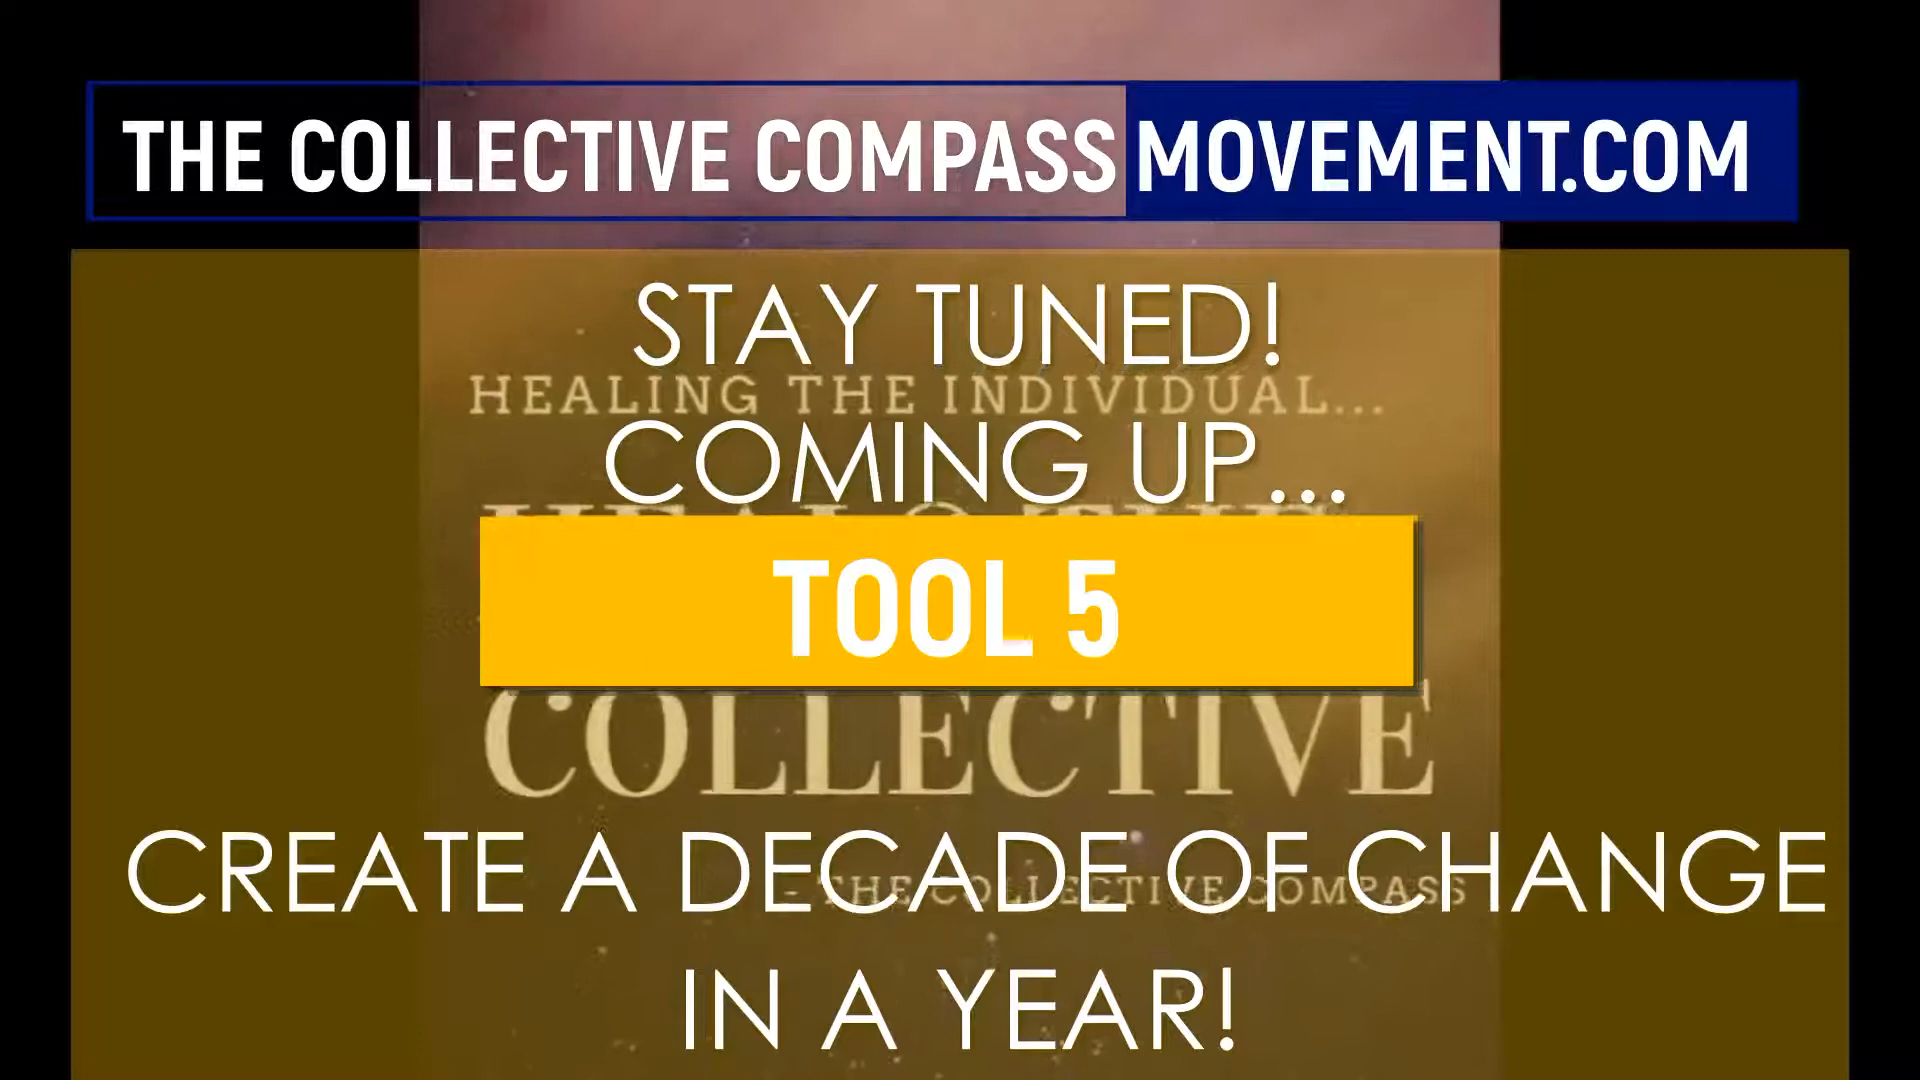 THE COLLECTIVE COMPASS MOVEMENT.COM
STAY TUNED!
HEALING THE INDIVIDUAL...
COMING UP...
TOOL 5
COLLECTIVE
CREATE A DECADE OF CHANGE
- THE COLLECTIVE COMPASS
IN A YEAR!